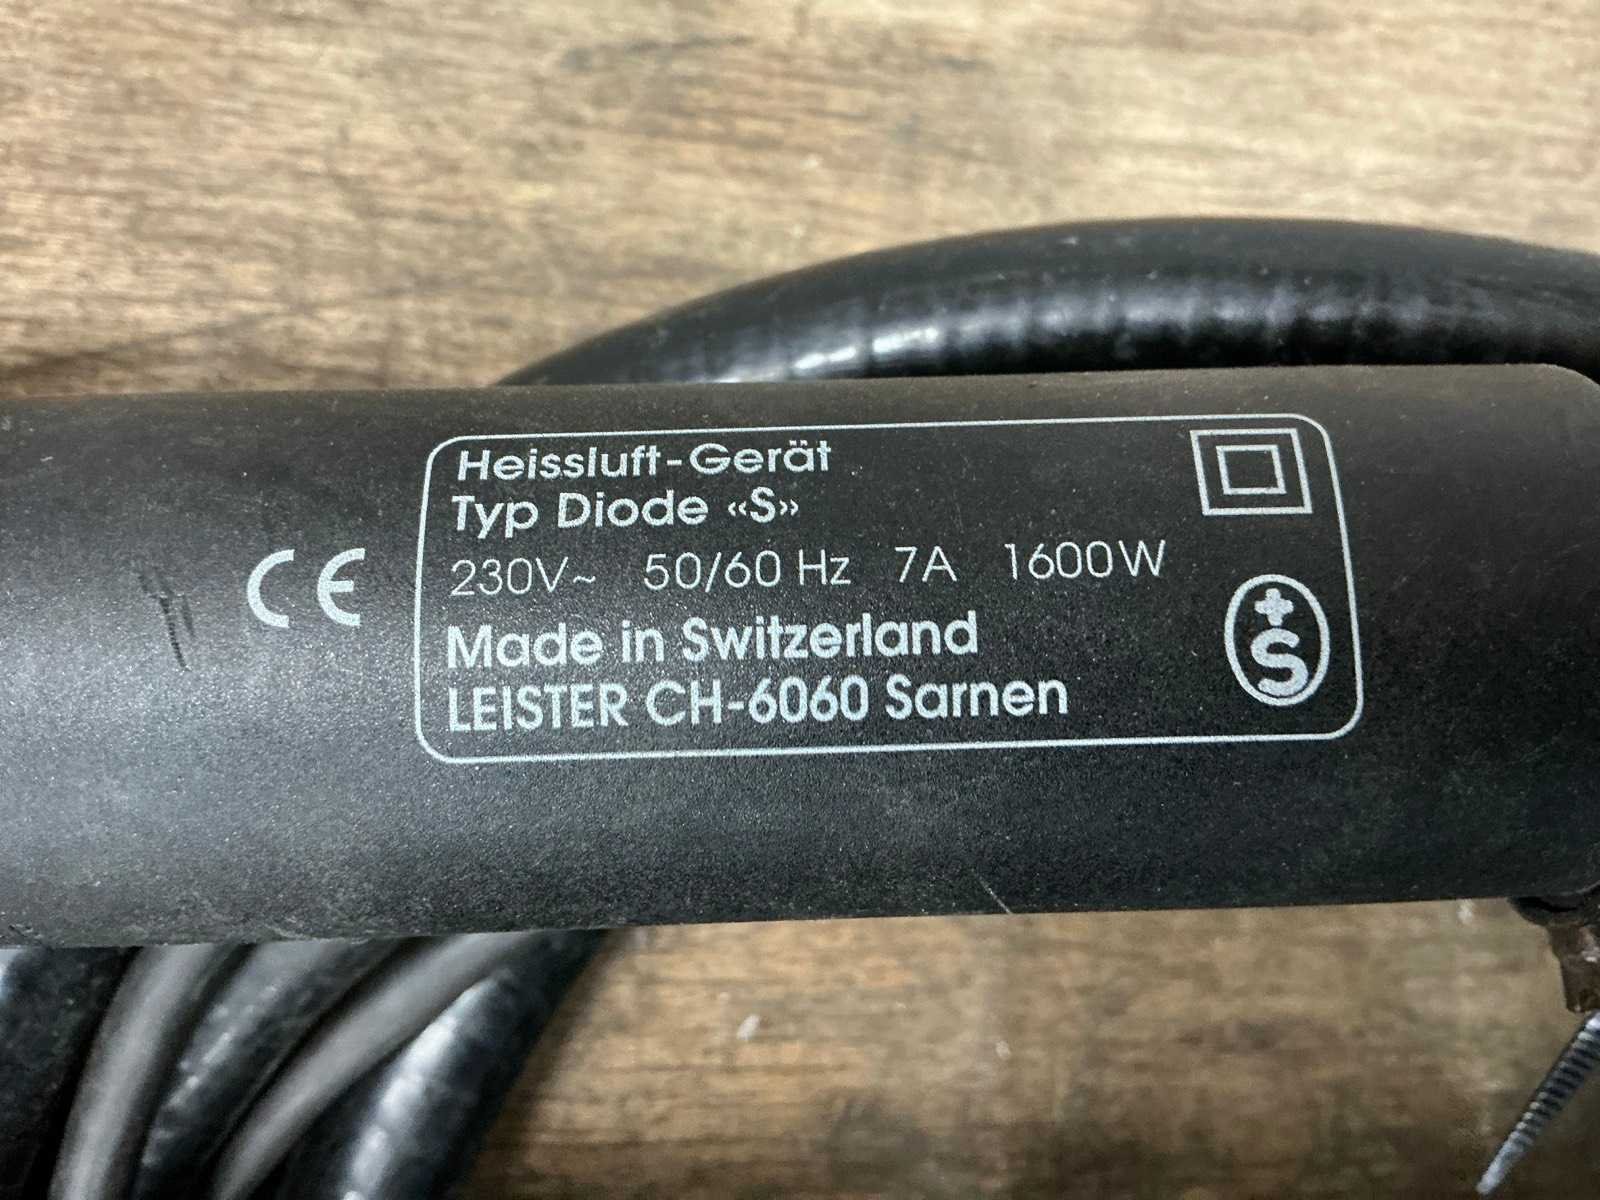 Heissluft-Gerät
Typ Diode «S»
CE
230V~ 50/60 Hz 7A 1600W
Made in Switzerland
LEISTER CH-6060 Sarnen
+S